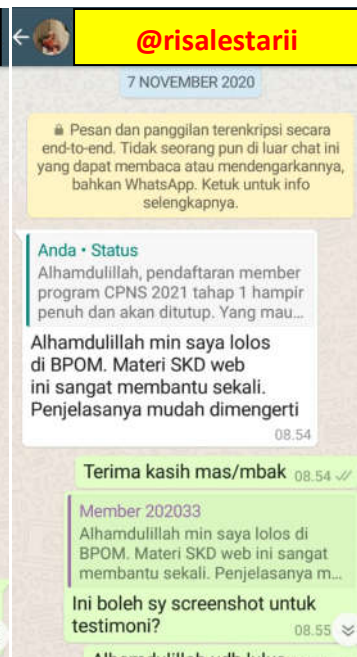 @risalestarii
7 NOVEMBER 2020
Pesan dan panggilan terenkripsi secara
end-to-end. Tidak seorang pun di luar chat ini
yang dapat membaca atau mendengarkannya,
bahkan WhatsApp. Ketuk untuk info
selengkapnya.
Anda • Status
Alhamdulillah, pendaftaran member
program CPNS 2021 tahap 1 hampir
penuh dan akan ditutup. Yang mau...
Alhamdulillah min saya lolos
di BPOM. Materi SKD web
ini sangat membantu sekali.
Penjelasanya mudah dimengerti
08.54
Terima kasih mas/mbak 08.54
Member 202033
Alhamdulillah min saya lolos di
BPOM. Materi SKD web ini sangat
membantu sekali. Penjelasanya m...
Ini boleh sy screenshot untuk
testimoni? 08.55